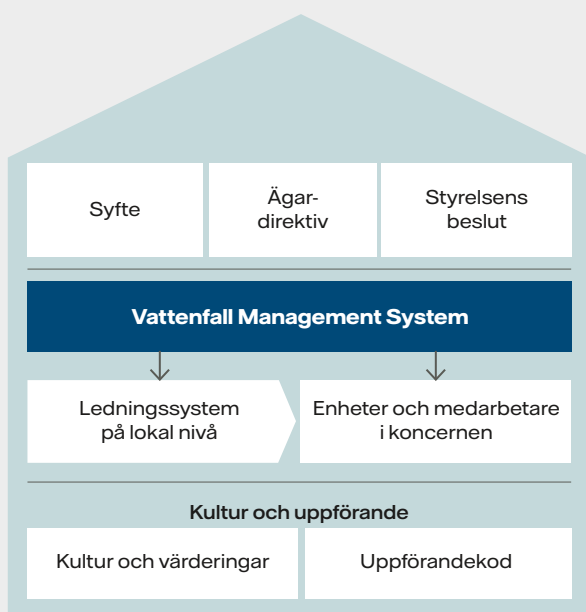 Syfte
Ägar-
direktiv
Styrelsens
beslut
Vattenfall Management System
Ledningssystem
på lokal nivå
Enheter och medarbetare
i koncernen
Kultur och uppförande
Kultur och värderingar
Uppförandekod